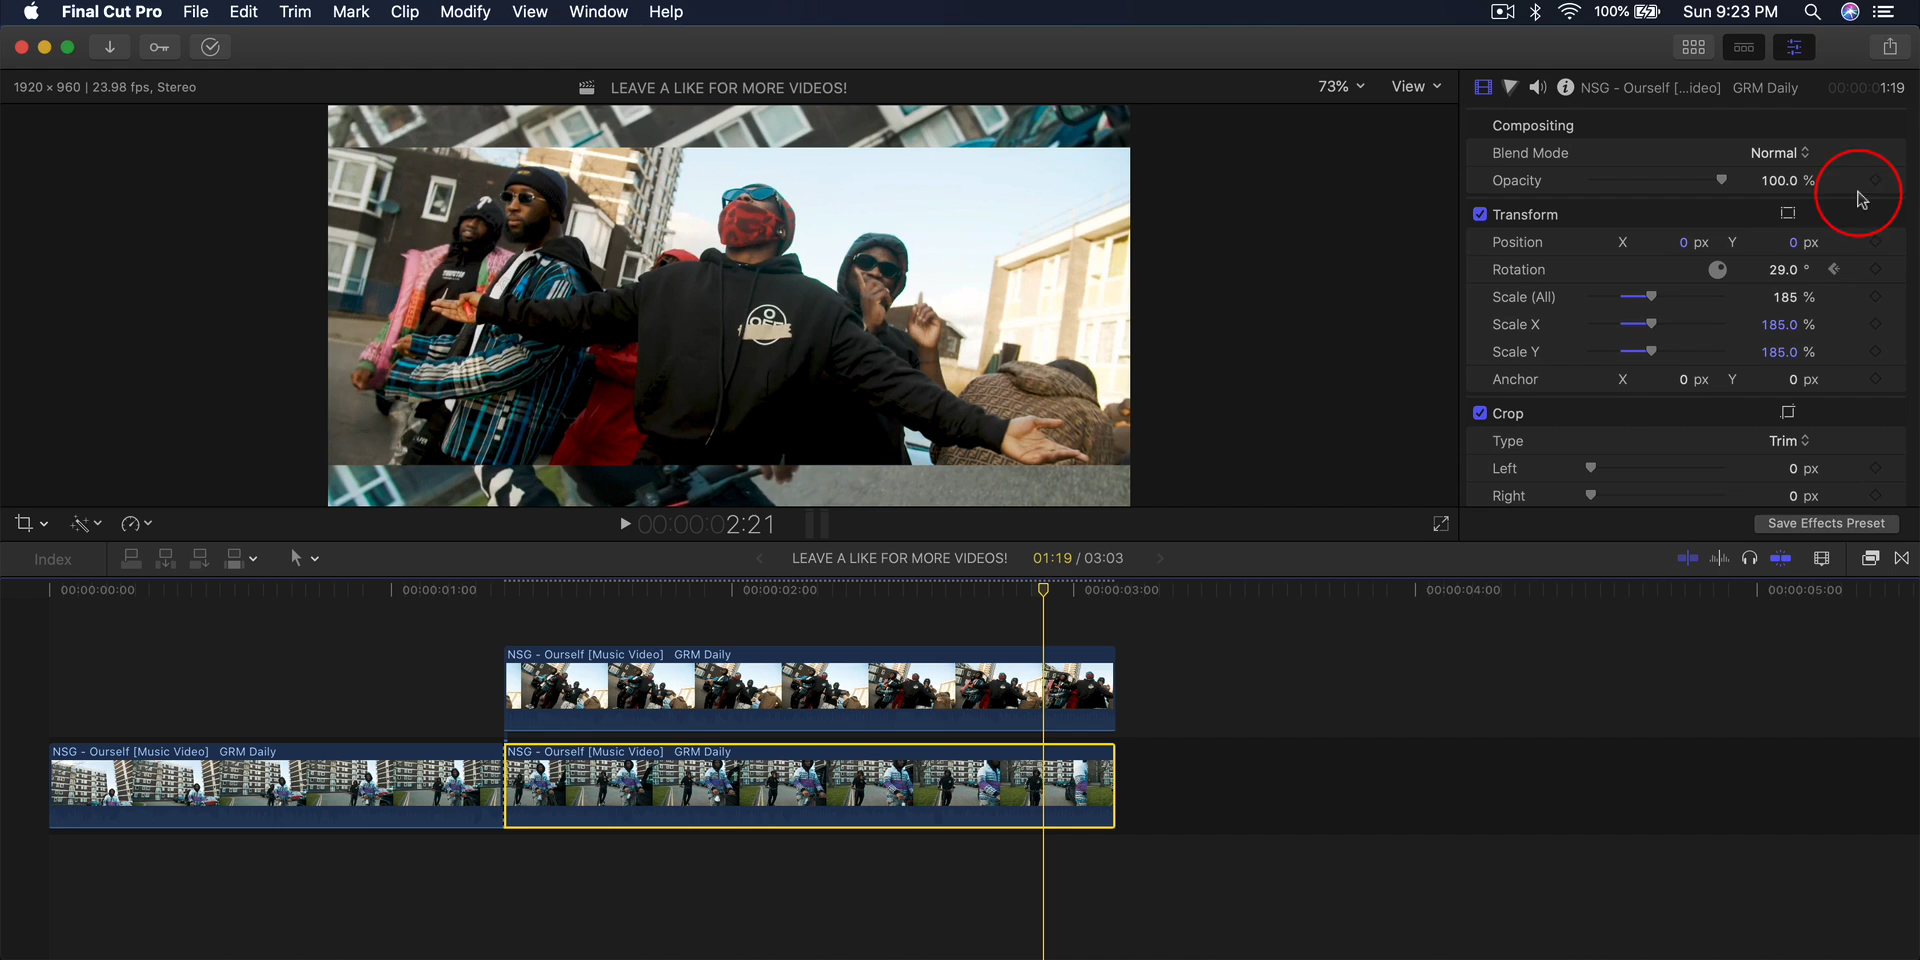 Final Cut Pro File Edit Trim Mark Clip Modify View Window Help 100% Sun 9:23 PM
1920 × 960 | 23.98 fps, Stereo LEAVE A LIKE FOR MORE VIDEOS! 73% View
NSG - Ourself [...ideo] GRM Daily 00:00:01:19
Compositing
Blend Mode Normal
Opacity 100.0 %
Transform
Position X 0 px Y 0 px
Rotation 29.0 °
Scale (All) 185 %
Scale X 185.0 %
Scale Y 185.0 %
Anchor X 0 px Y 0 px
Crop
Type Trim
Left 0 px
Right 0 px
00:00:02:21
Save Effects Preset
Index LEAVE A LIKE FOR MORE VIDEOS! 01:19 / 03:03
00:00:00:00 00:00:01:00 00:00:02:00 00:00:03:00 00:00:04:00 00:00:05:00
NSG - Ourself [Music Video] GRM Daily
NSG - Ourself [Music Video] GRM Daily NSG - Ourself [Music Video] GRM Daily